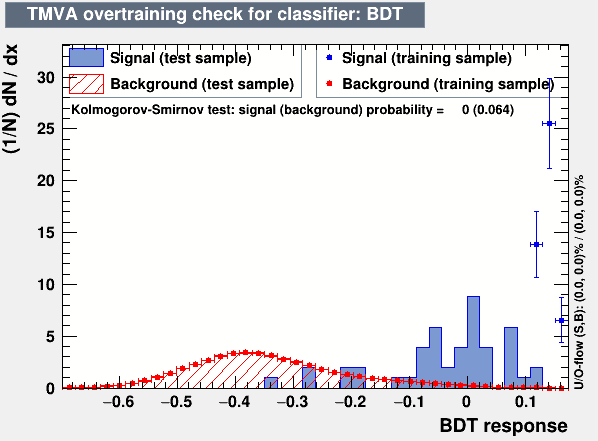 TMVA overtraining check for classifier: BDT
(1/N) dN / dx
Signal (test sample)
Background (test sample)
Signal (training sample)
Background (training sample)
Kolmogorov-Smirnov test: signal (background) probability = 0 (0.064)
30
25
20
15
10
5
0
−0.6 −0.5 −0.4 −0.3 −0.2 −0.1 0 0.1
BDT response
U/O-flow (S,B): (0.0, 0.0)% / (0.0, 0.0)%